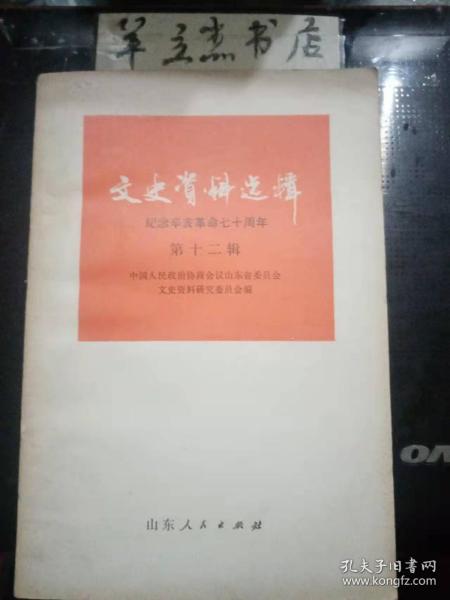 羊立杰书店
文史资料选辑
纪念辛亥革命七十周年
第十二辑
中国人民政治协商会议山东省委员会
文史资料研究委员会编
山东人民出版社
孔夫子旧书网
www.kongfz.com